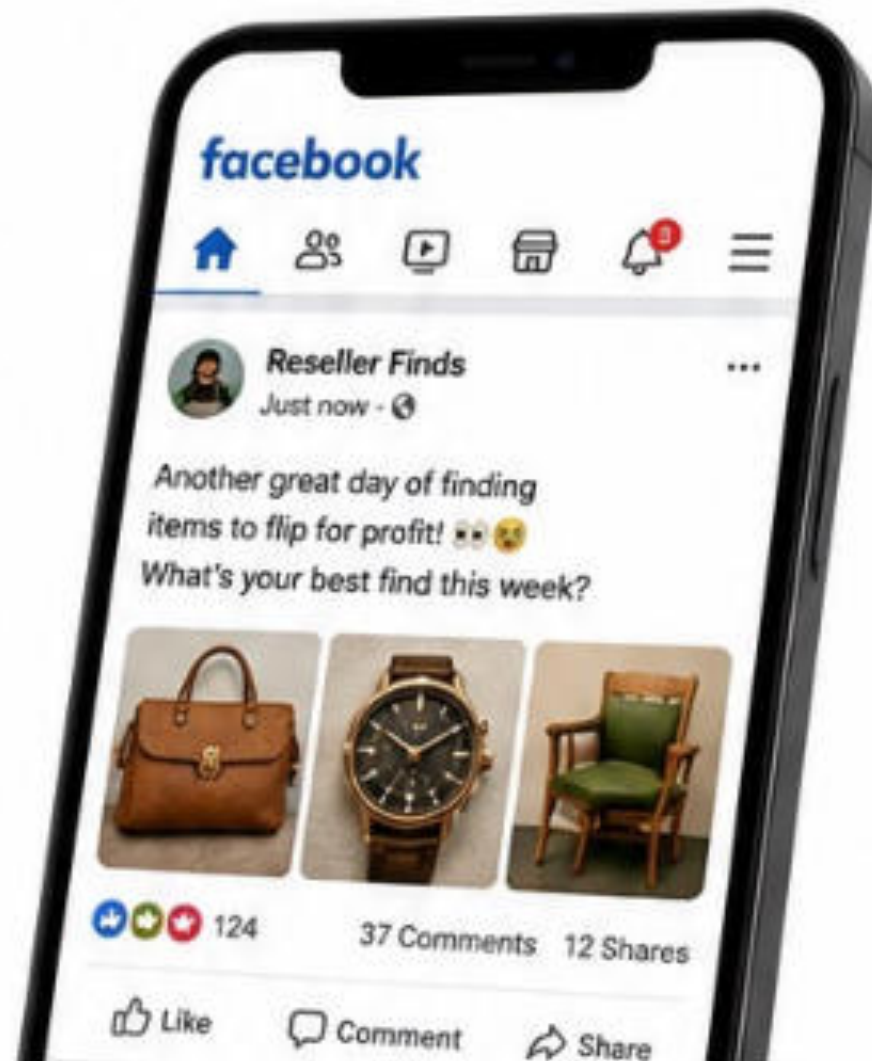 facebook
3
Reseller Finds
Just now -
Another great day of finding
items to flip for profit! 👀😵
What's your best find this week?
124 37 Comments 12 Shares
Like Comment Share